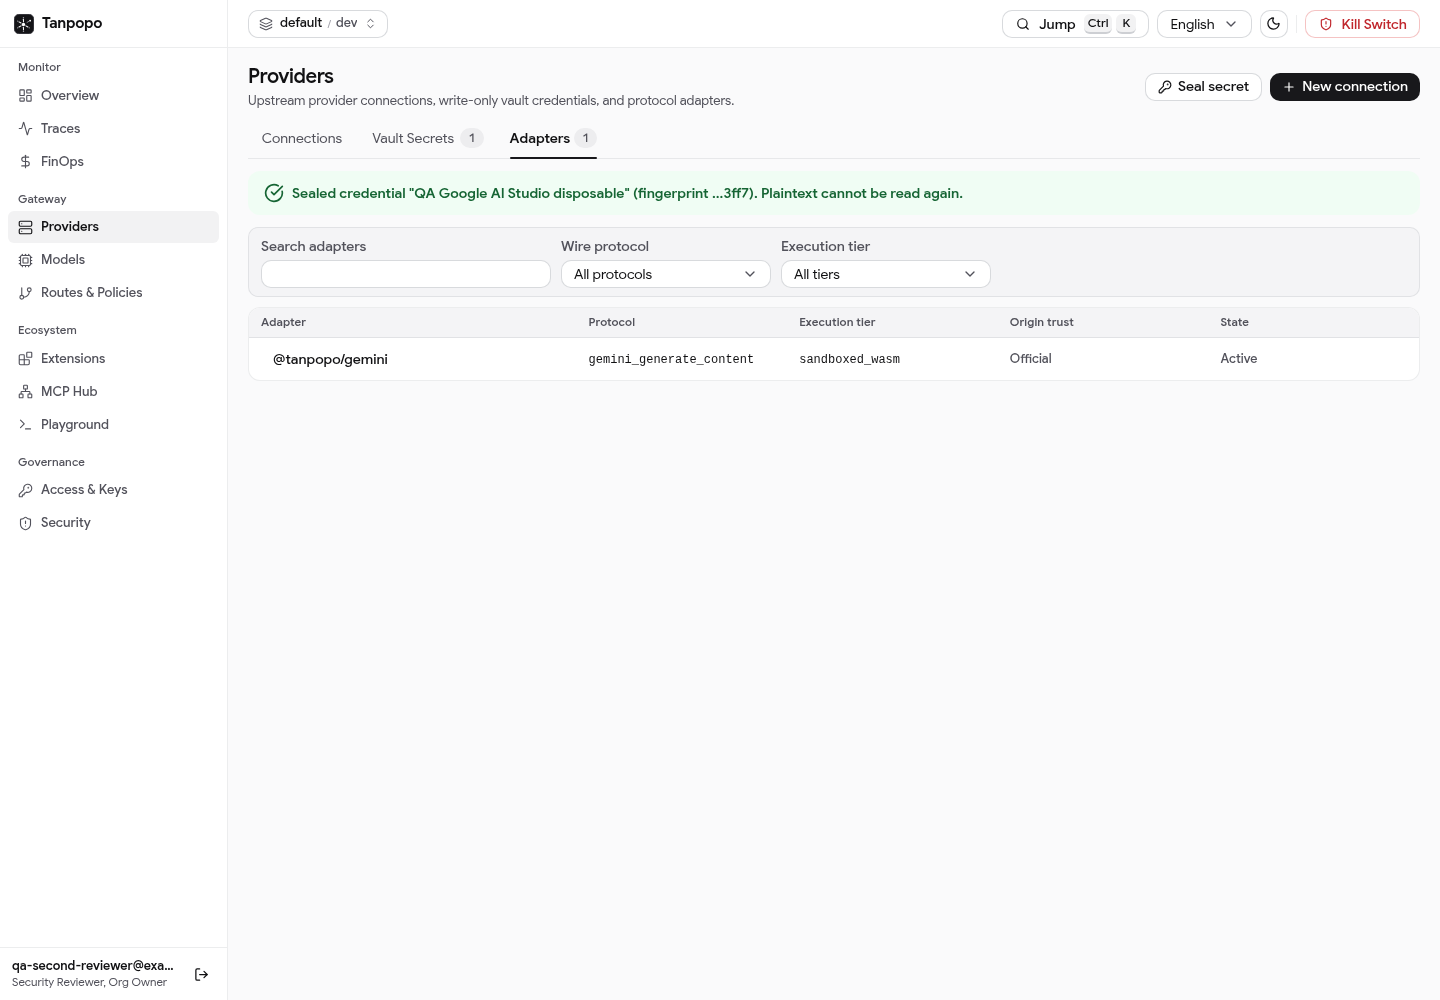 Tanpopo
default / dev
Jump Ctrl K
English
Kill Switch
Monitor
Overview
Traces
FinOps
Gateway
Providers
Models
Routes & Policies
Ecosystem
Extensions
MCP Hub
Playground
Governance
Access & Keys
Security
qa-second-reviewer@exa...
Security Reviewer, Org Owner
Providers
Upstream provider connections, write-only vault credentials, and protocol adapters.
Seal secret
New connection
Connections
Vault Secrets 1
Adapters 1
Sealed credential "QA Google AI Studio disposable" (fingerprint ...3ff7). Plaintext cannot be read again.
Search adapters
Wire protocol
All protocols
Execution tier
All tiers
Adapter Protocol Execution tier Origin trust State
@tanpopo/gemini gemini_generate_content sandboxed_wasm Official Active